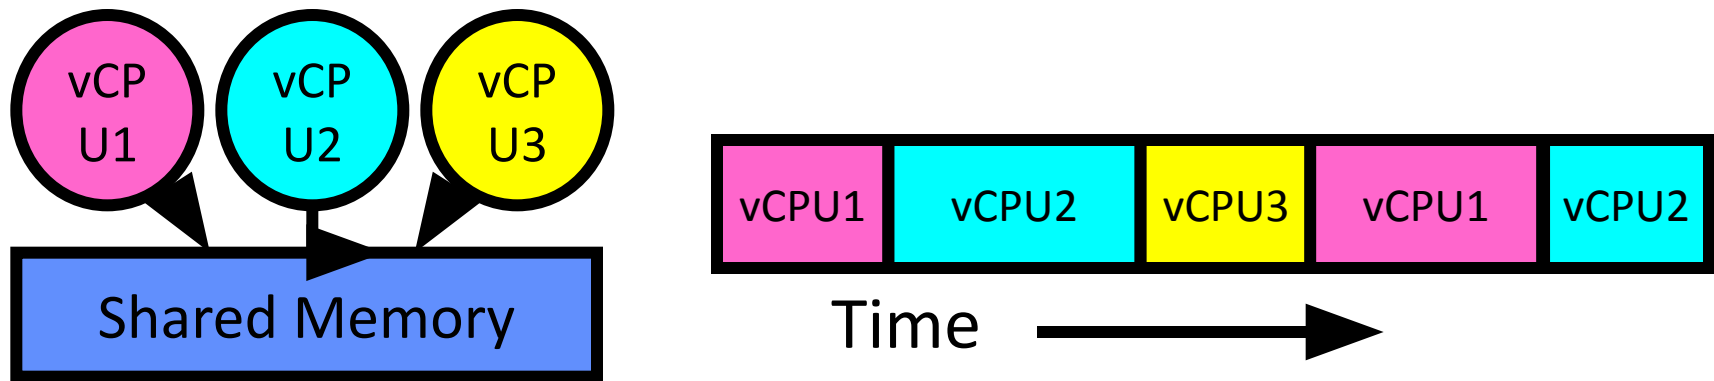 vCP
U1
vCP
U2
vCP
U3
Shared Memory
vCPU1
vCPU2
vCPU3
vCPU1
vCPU2
Time